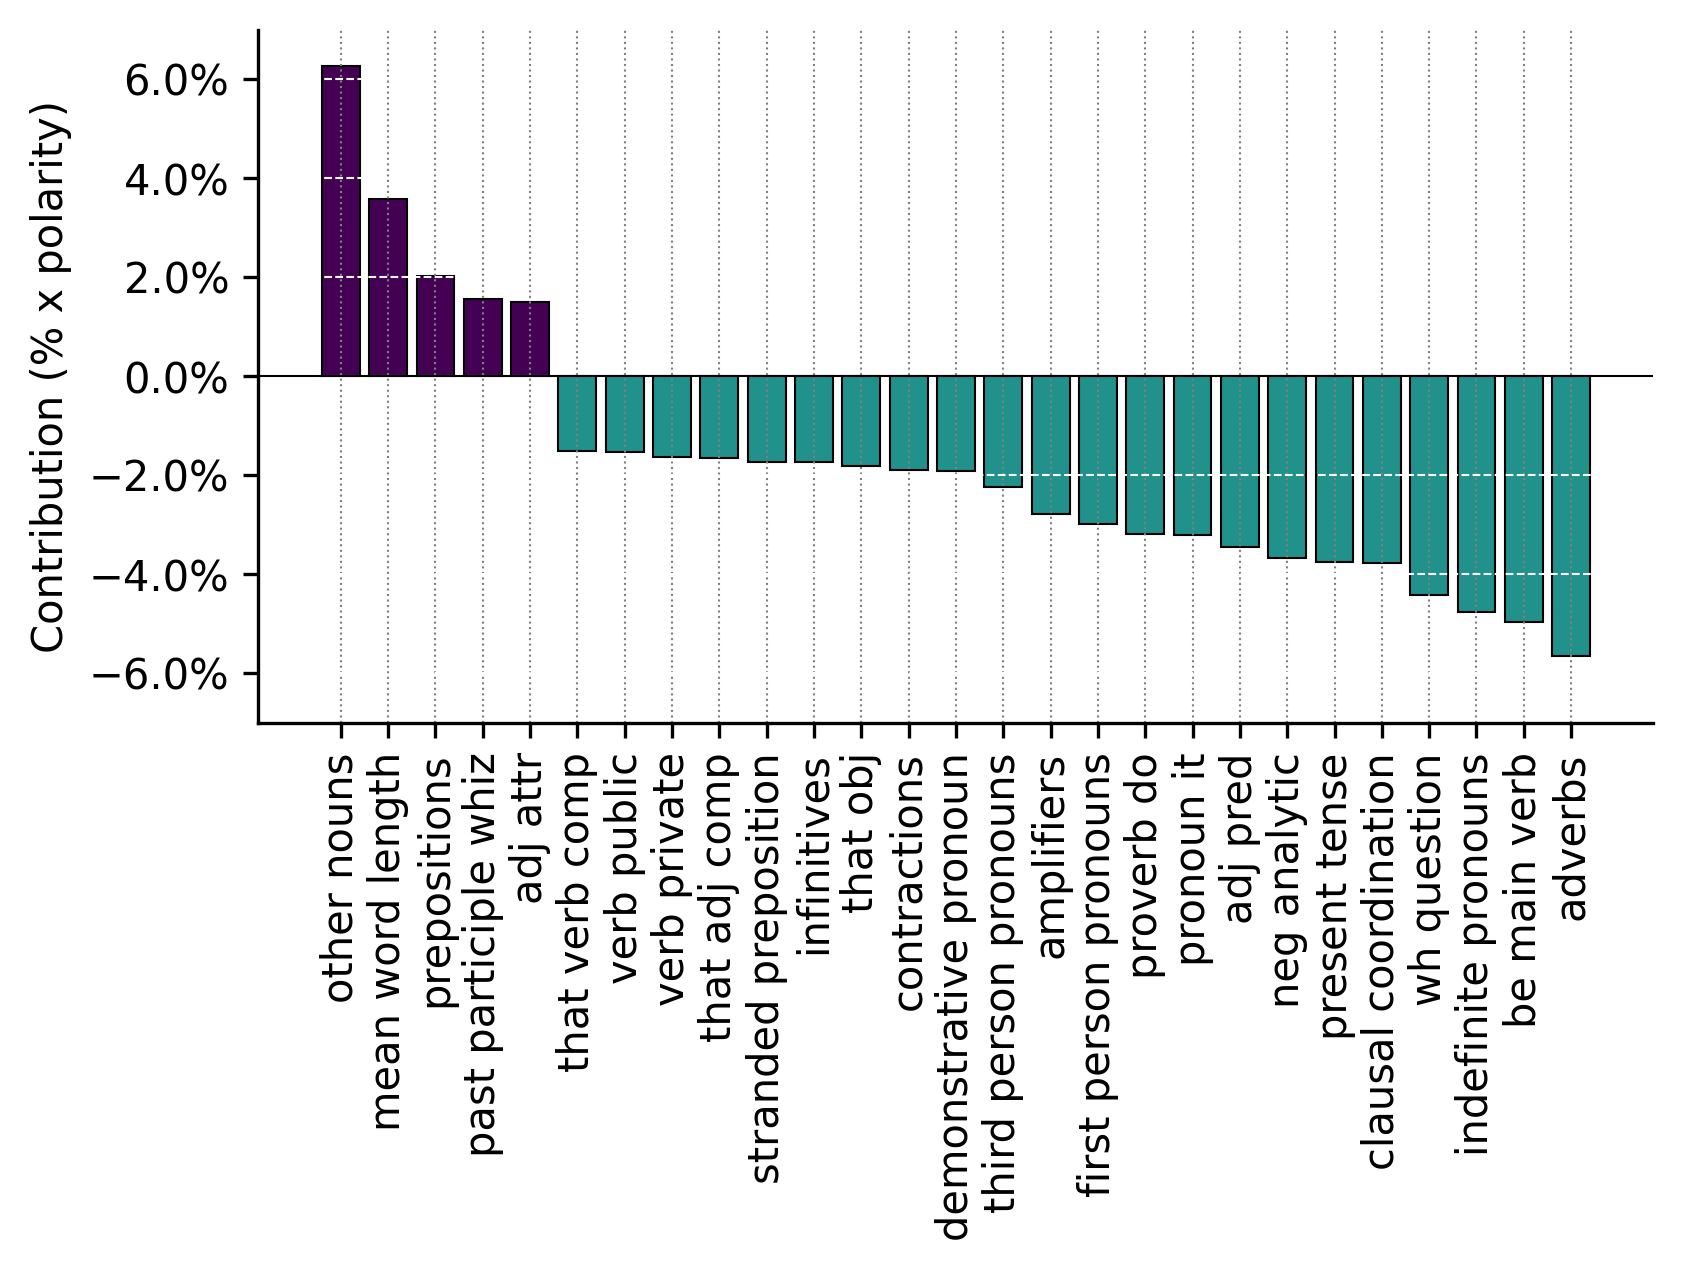 Contribution (% x polarity)
6.0%
4.0%
2.0%
0.0%
−2.0%
−4.0%
−6.0%
other nouns
mean word length
prepositions
past participle whiz
adj attr
that verb comp
verb public
verb private
that adj comp
stranded preposition
infinitives
that obj
contractions
demonstrative pronoun
third person pronouns
amplifiers
first person pronouns
proverb do
pronoun it
adj pred
neg analytic
present tense
clausal coordination
wh question
indefinite pronouns
be main verb
adverbs